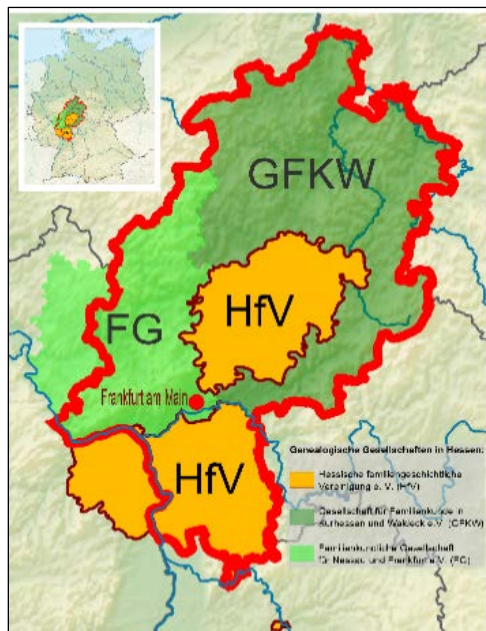 GFKW
HfV
FG
Frankfurt am Main
HfV
Genealogische Gesellschaften in Hessen:
Hessische familiengeschichtliche
Vereinigung e. V. (HfV)
Gesellschaft für Familienkunde in
Kurhessen und Waldeck e.V. (GFKW)
Familienkundliche Gesellschaft
für Nassau und Frankfurt e.V. (FG)